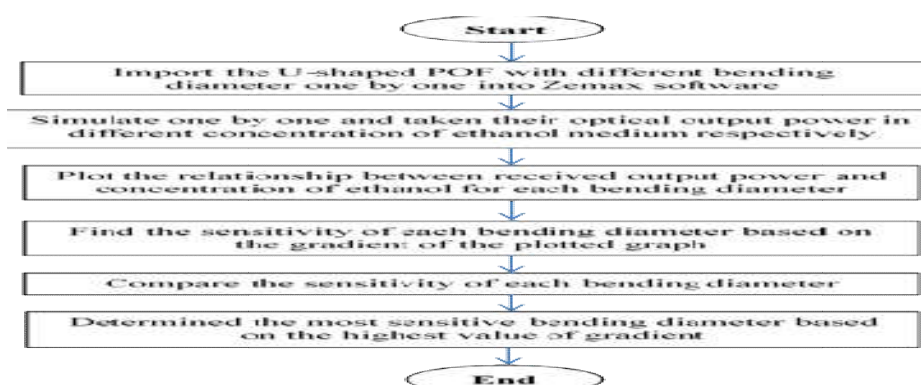 Start
Import the U-shaped POF with different bending
diameter one by one into Zemax software
Simulate one by one and taken their optical output power in
different concentration of ethanol medium respectively
Plot the relationship between received output power and
concentration of ethanol for each bending diameter
Find the sensitivity of each bending diameter based on
the gradient of the plotted graph
Compare the sensitivity of each bending diameter
Determined the most sensitive bending diameter based
on the highest value of gradient
End